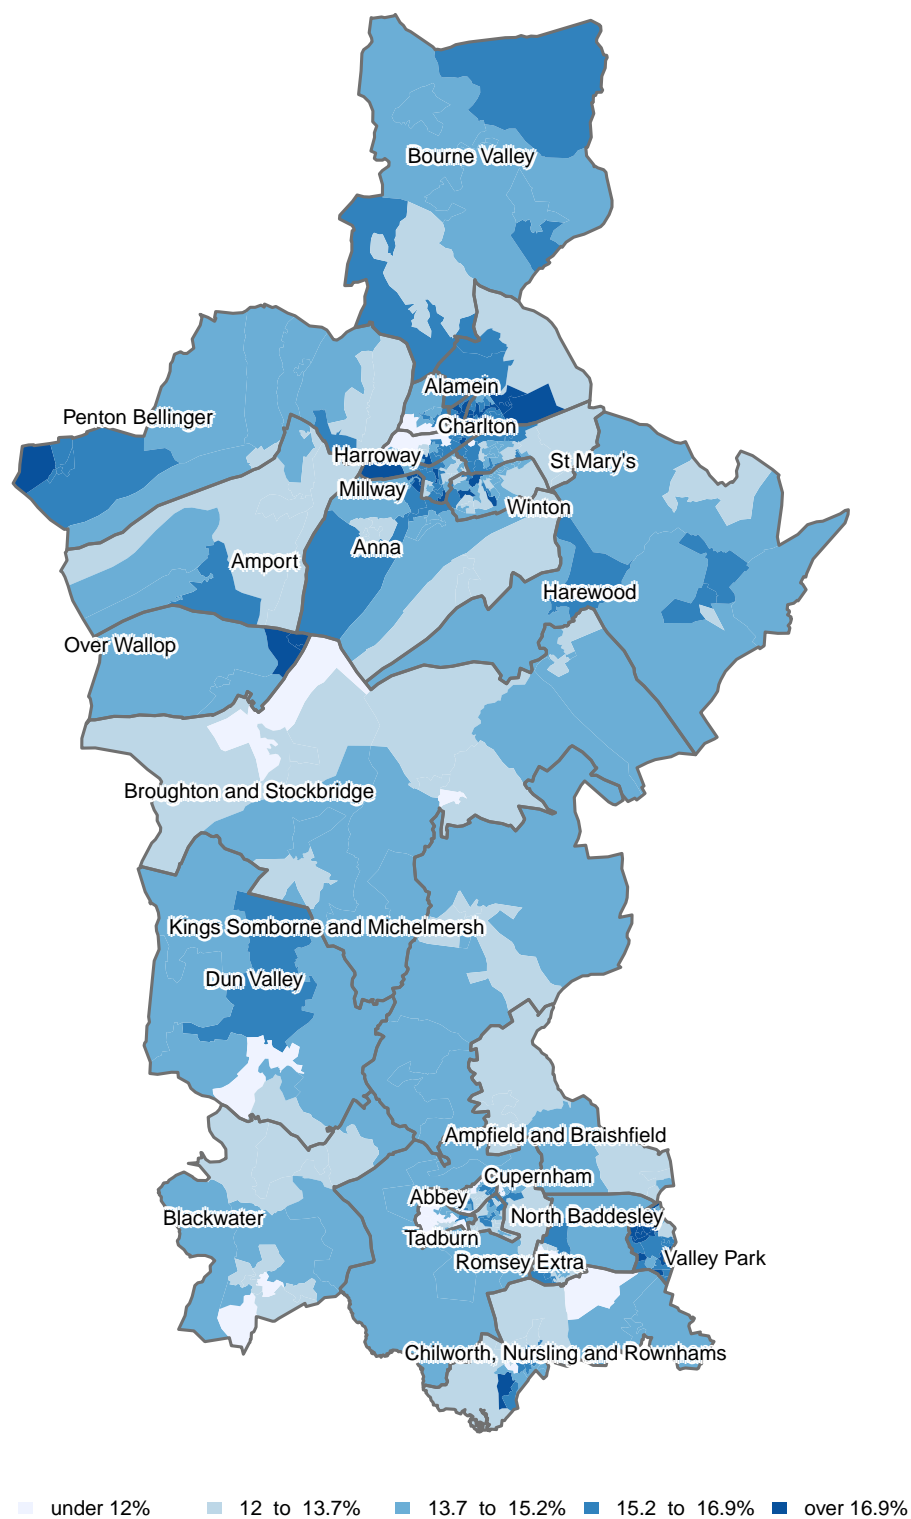 Bourne Valley
Alamein
Penton Bellinger
Charlton
Harroway
St Mary's
Millway
Winton
Anna
Amport
Harewood
Over Wallop
Broughton and Stockbridge
Kings Somborne and Michelmersh
Dun Valley
Ampfield and Braishfield
Cupernham
Abbey
Blackwater
North Baddesley
Tadburn
Romsey Extra
Valley Park
Chilworth, Nursling and Rownhams
under 12% 12 to 13.7% 13.7 to 15.2% 15.2 to 16.9% over 16.9%